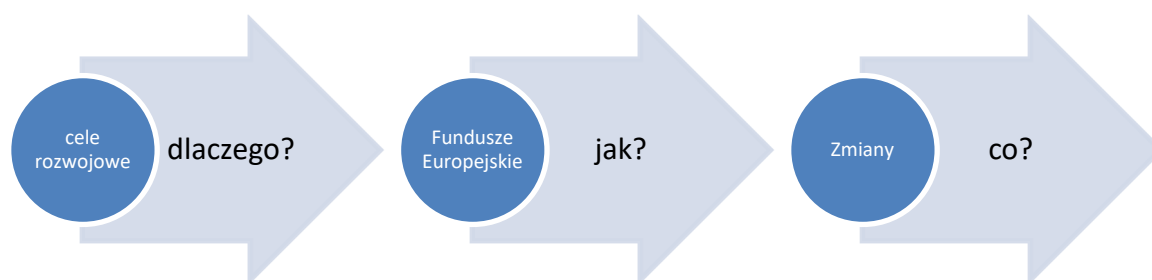 cele
rozwojowe
dlaczego?
Fundusze
Europejskie
jak?
Zmiany
co?